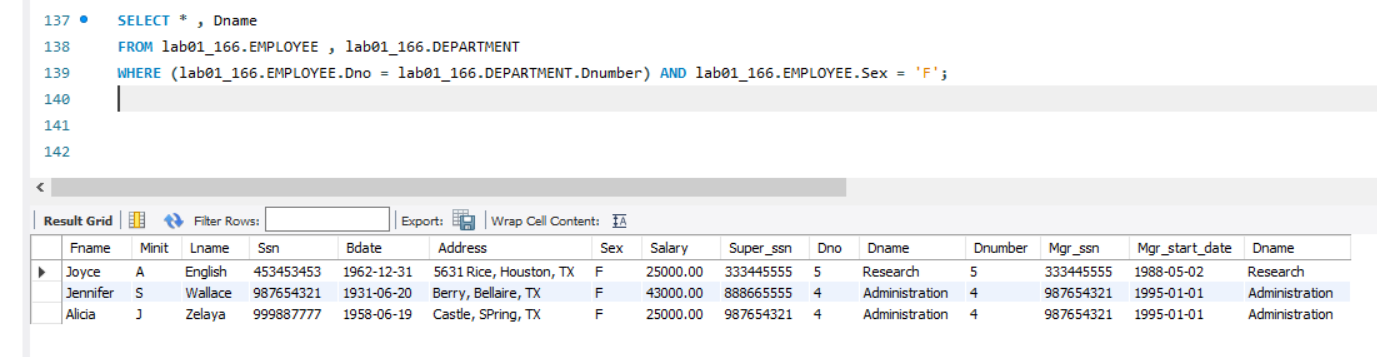 137 SELECT * , Dname
138 FROM lab01_166.EMPLOYEE , lab01_166.DEPARTMENT
139 WHERE (lab01_166.EMPLOYEE.Dno = lab01_166.DEPARTMENT.Dnumber) AND lab01_166.EMPLOYEE.Sex = 'F';
140
141
142
Result Grid Filter Rows: Export: Wrap Cell Content: IA
Fname Minit Lname Ssn Bdate Address Sex Salary Super_ssn Dno Dname Dnumber Mgr_ssn Mgr_start_date Dname
Joyce A English 453453453 1962-12-31 5631 Rice, Houston, TX F 25000.00 333445555 5 Research 5 333445555 1988-05-02 Research
Jennifer S Wallace 987654321 1931-06-20 Berry, Bellaire, TX F 43000.00 888665555 4 Administration 4 987654321 1995-01-01 Administration
Alicia J Zelaya 999887777 1958-06-19 Castle, SPring, TX F 25000.00 987654321 4 Administration 4 987654321 1995-01-01 Administration